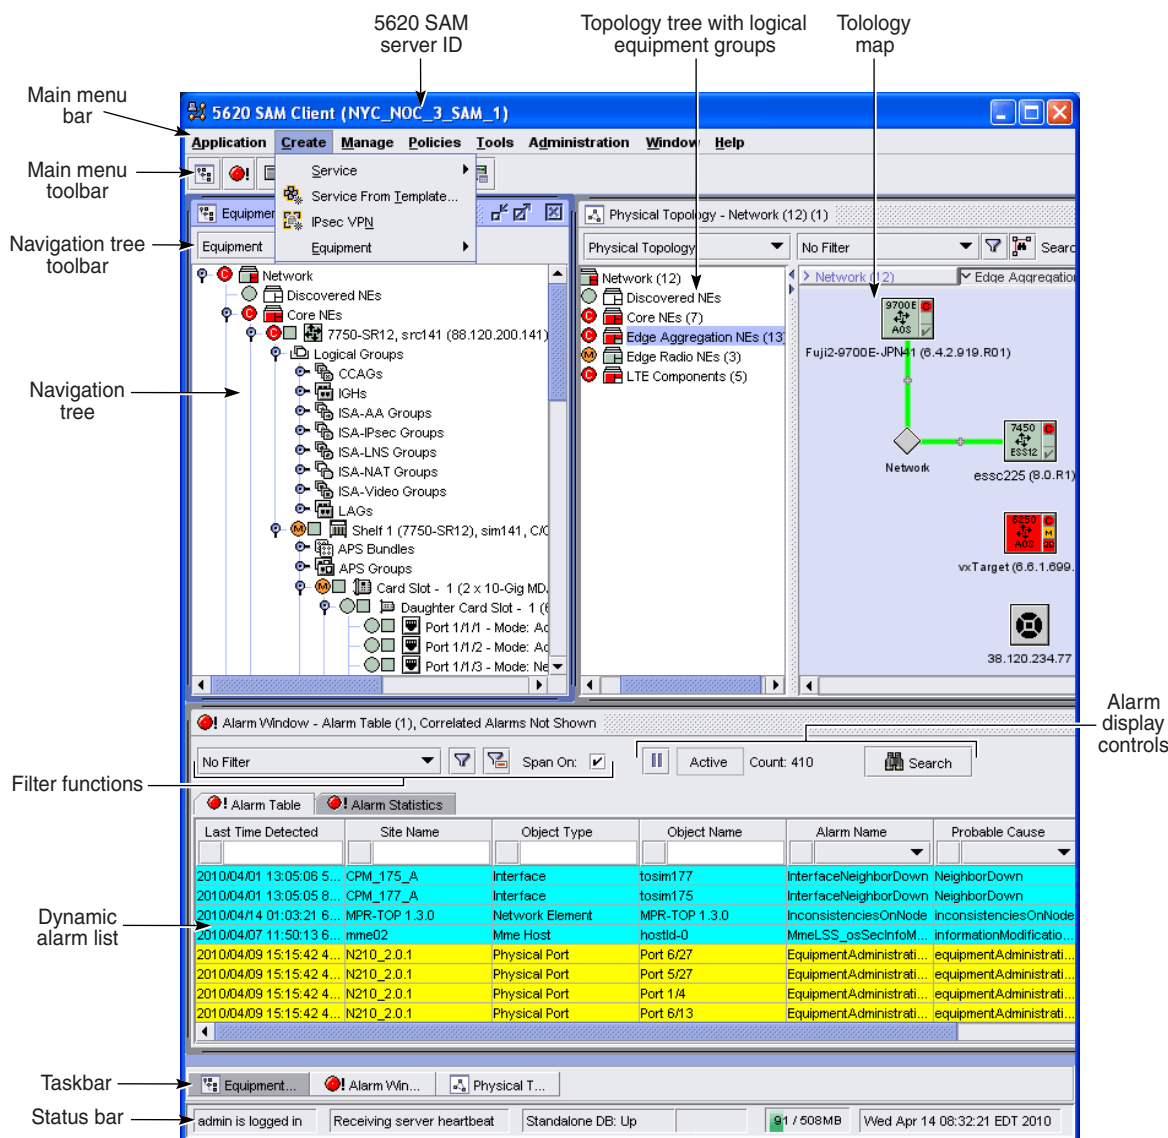 5620 SAM
server ID
Topology tree with logical
equipment groups
Tolology
map
Main menu
bar
5620 SAM Client (NYC_NOC_3_SAM_1)
Application Create Manage Policies Tools Administration Window Help
Main menu
toolbar
Service
Service From Template...
IPsec VPN
Equipment
Navigation tree
toolbar
Equipme
Equipment
Physical Topology - Network (12) (1)
Physical Topology
No Filter
Searc
Network
Discovered NEs
Core NEs
7750-SR12, src141 (88.120.200.141)
Logical Groups
CCAGs
IGHs
ISA-AA Groups
ISA-IPsec Groups
ISA-LNS Groups
ISA-NAT Groups
ISA-Video Groups
LAGs
Shelf 1 (7750-SR12), sim141, C/C
APS Bundles
APS Groups
Card Slot - 1 (2 x 10-Gig MD.
Daughter Card Slot - 1 (6
Port 1/1/1 - Mode: Ac
Port 1/1/2 - Mode: Ac
Port 1/1/3 - Mode: Ne
Navigation
tree
Network (12)
Discovered NEs
Core NEs (7)
Edge Aggregation NEs (13)
Edge Radio NEs (3)
LTE Components (5)
> Network (12)
Edge Aggregation
9700E C
AOS
Fuji2-9700E-JPN41 (6.4.2.919.R01)
Network
7450 C
ESS12
essc225 (8.0.R1)
6250 C
M
AOS
vxTarget (6.6.1.699.
38.120.234.77
Alarm
display
controls
Alarm Window - Alarm Table (1), Correlated Alarms Not Shown
No Filter
Span On:
Active
Count: 410
Search
Filter functions
Alarm Table
Alarm Statistics
Last Time Detected Site Name Object Type Object Name Alarm Name Probable Cause
2010/04/01 13:05:06 5... CPM_175_A Interface tosim177 InterfaceNeighborDown NeighborDown
2010/04/01 13:05:05 8... CPM_177_A Interface tosim175 InterfaceNeighborDown NeighborDown
2010/04/14 01:03:21 6... MPR-TOP 1.3.0 Network Element MPR-TOP 1.3.0 InconsistenciesOnNode inconsistenciesOnNode
2010/04/07 11:50:13 6... mme02 Mme Host hostId-0 MmeLSS_osSecInfoM... informationModificatio...
2010/04/09 15:15:42 4... N210_2.0.1 Physical Port Port 6/27 EquipmentAdministrati... equipmentAdministrati...
2010/04/09 15:15:42 4... N210_2.0.1 Physical Port Port 5/27 EquipmentAdministrati... equipmentAdministrati...
2010/04/09 15:15:42 4... N210_2.0.1 Physical Port Port 1/4 EquipmentAdministrati... equipmentAdministrati...
2010/04/09 15:15:42 4... N210_2.0.1 Physical Port Port 6/13 EquipmentAdministrati... equipmentAdministrati...
Dynamic
alarm list
Taskbar
Equipment... Alarm Win... Physical T...
Status bar
admin is logged in Receiving server heartbeat Standalone DB: Up 91 / 508MB Wed Apr 14 08:32:21 EDT 2010